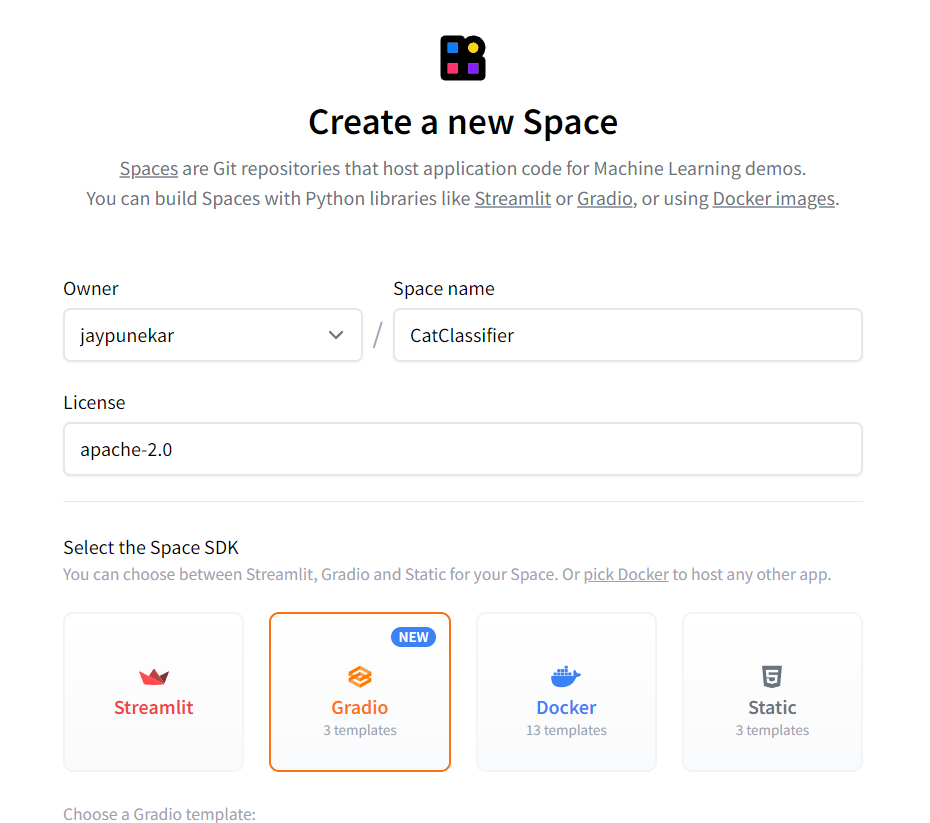 Create a new Space
Spaces are Git repositories that host application code for Machine Learning demos.
You can build Spaces with Python libraries like Streamlit or Gradio, or using Docker images.
Owner
Space name
jaypunekar
/
CatClassifier
License
apache-2.0
Select the Space SDK
You can choose between Streamlit, Gradio and Static for your Space. Or pick Docker to host any other app.
Streamlit
NEW
Gradio
3 templates
Docker
13 templates
Static
3 templates
Choose a Gradio template: